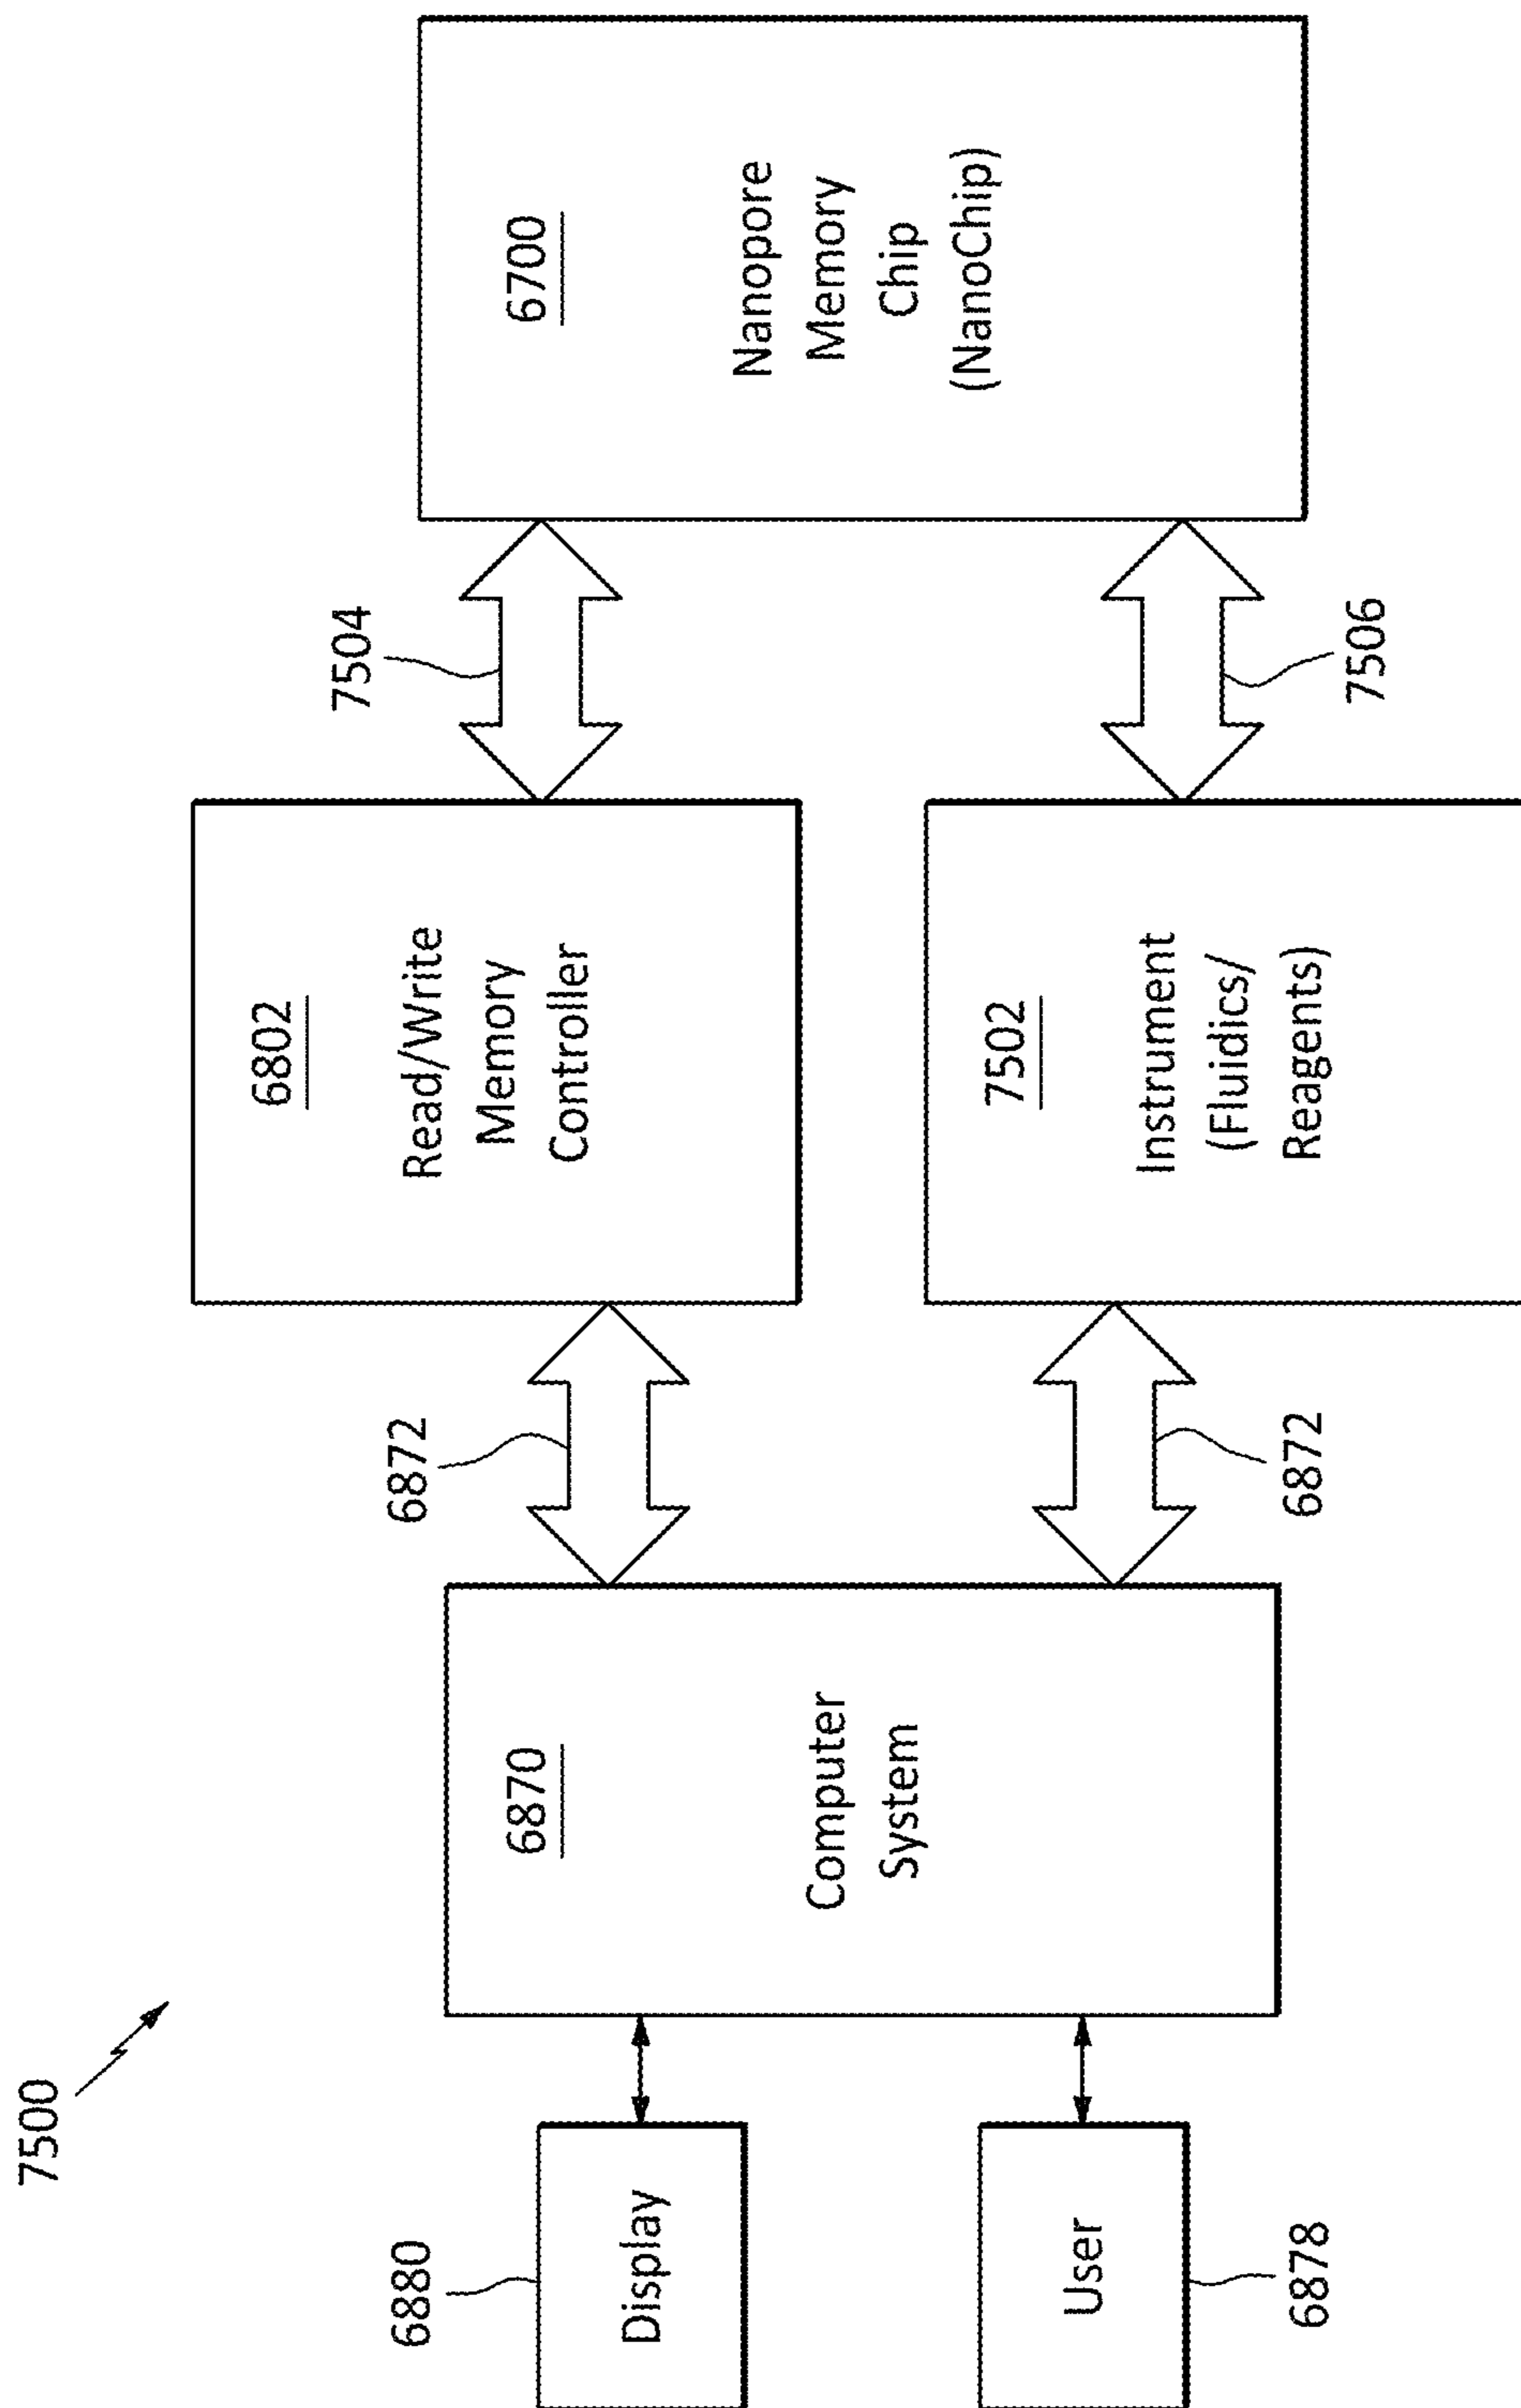 7500
6880
Display
User
6878
6870
Computer
System
6872
6872
6802
Read/Write
Memory
Controller
7502
Instrument
(Fluidics/
Reagents)
7504
7506
6700
Nanopore
Memory
Chip
(NanoChip)